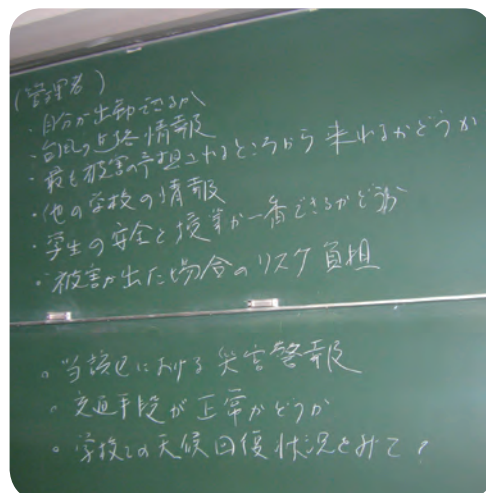 (管理者)
・自分が出勤できるか
・台風の進路情報
・最も被害の予想されるところから来れるかどうか
・他の学校の情報
・学生の安全と授業が一番できるかどうか
・被害が出た場合のリスク負担
。当該地における災害警報
・交通手段が正常かどうか
。学校での天候回復状況をみて?